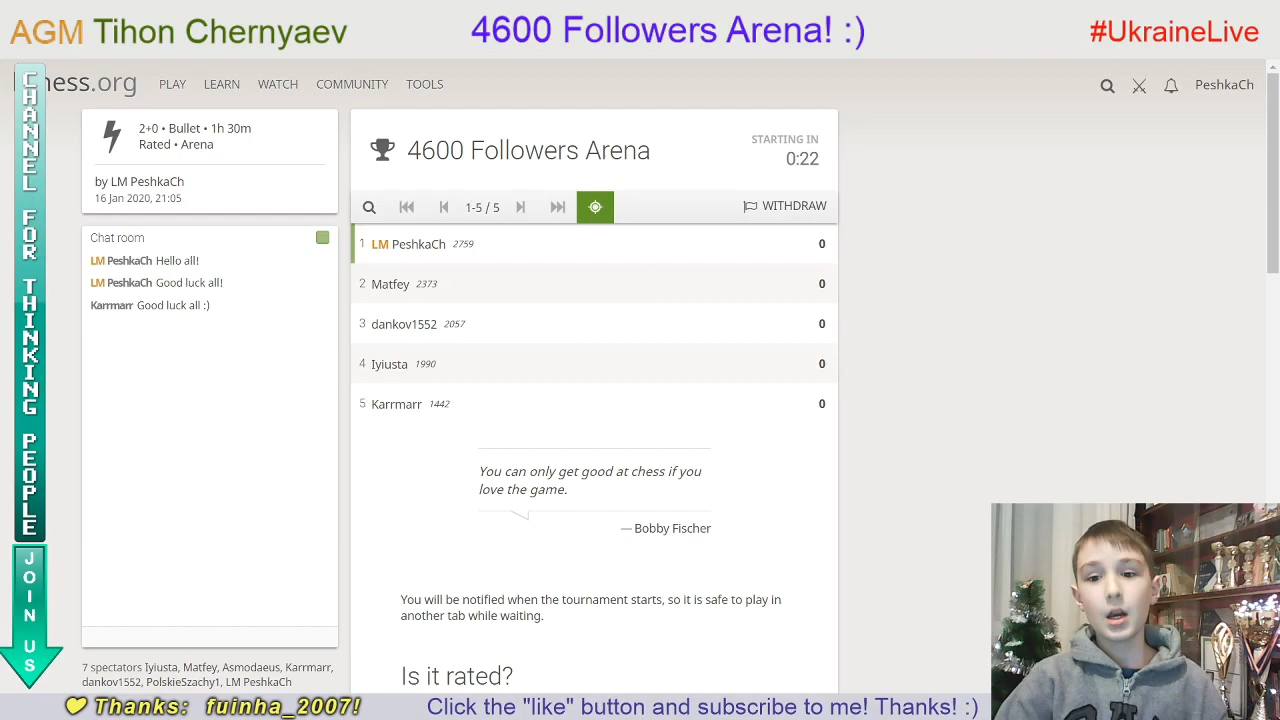 AGM Tihon Chernyaev
4600 Followers Arena! :)
#UkraineLive
CHANNEL FOR THINKING PEOPLE
JOIN US
ess.org
PLAY LEARN WATCH COMMUNITY TOOLS
PeshkaCh
2+0 • Bullet • 1h 30m
Rated • Arena
by LM PeshkaCh
16 Jan 2020, 21:05
Chat room
LM PeshkaCh Hello all!
LM PeshkaCh Good luck all!
Karrmarr Good luck all :)
7 spectators Iyiusta, Matfey, Asmodaeus, Karrmarr,
dankov1552, PolskieSzachy1, LM PeshkaCh
4600 Followers Arena
STARTING IN
0:22
1-5 / 5
WITHDRAW
1 LM PeshkaCh 2759 0
2 Matfey 2373 0
3 dankov1552 2057 0
4 Iyiusta 1990 0
5 Karrmarr 1442 0
You can only get good at chess if you
love the game.
— Bobby Fischer
You will be notified when the tournament starts, so it is safe to play in
another tab while waiting.
Is it rated?
Thanks: fuinha_2007!
Click the "like" button and subscribe to me! Thanks! :)